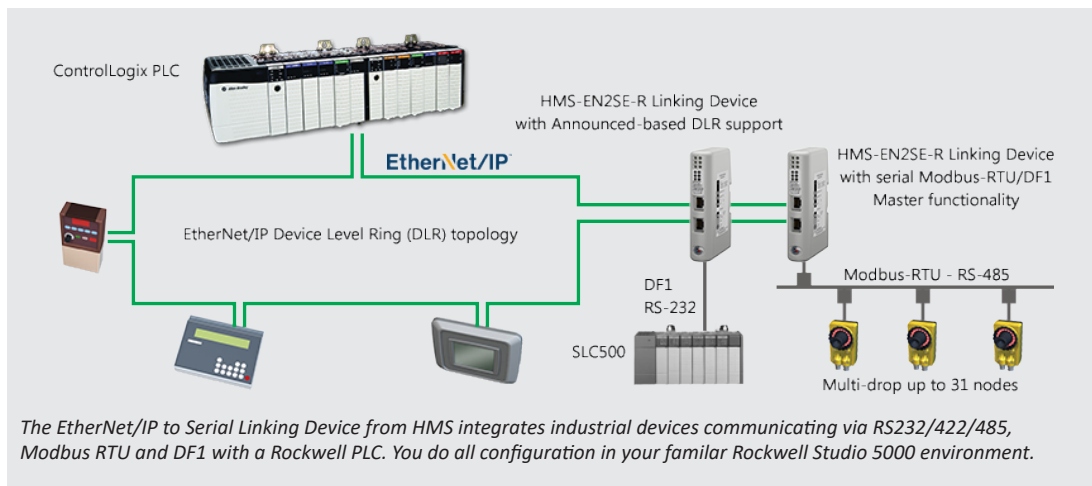 ControlLogix PLC
HMS-EN2SE-R Linking Device
with Announced-based DLR support
EtherNet/IP
HMS-EN2SE-R Linking Device
with serial Modbus-RTU/DF1
Master functionality
EtherNet/IP Device Level Ring (DLR) topology
Modbus-RTU - RS-485
DF1
RS-232
SLC500
Multi-drop up to 31 nodes
The EtherNet/IP to Serial Linking Device from HMS integrates industrial devices communicating via RS232/422/485,
Modbus RTU and DF1 with a Rockwell PLC. You do all configuration in your familar Rockwell Studio 5000 environment.